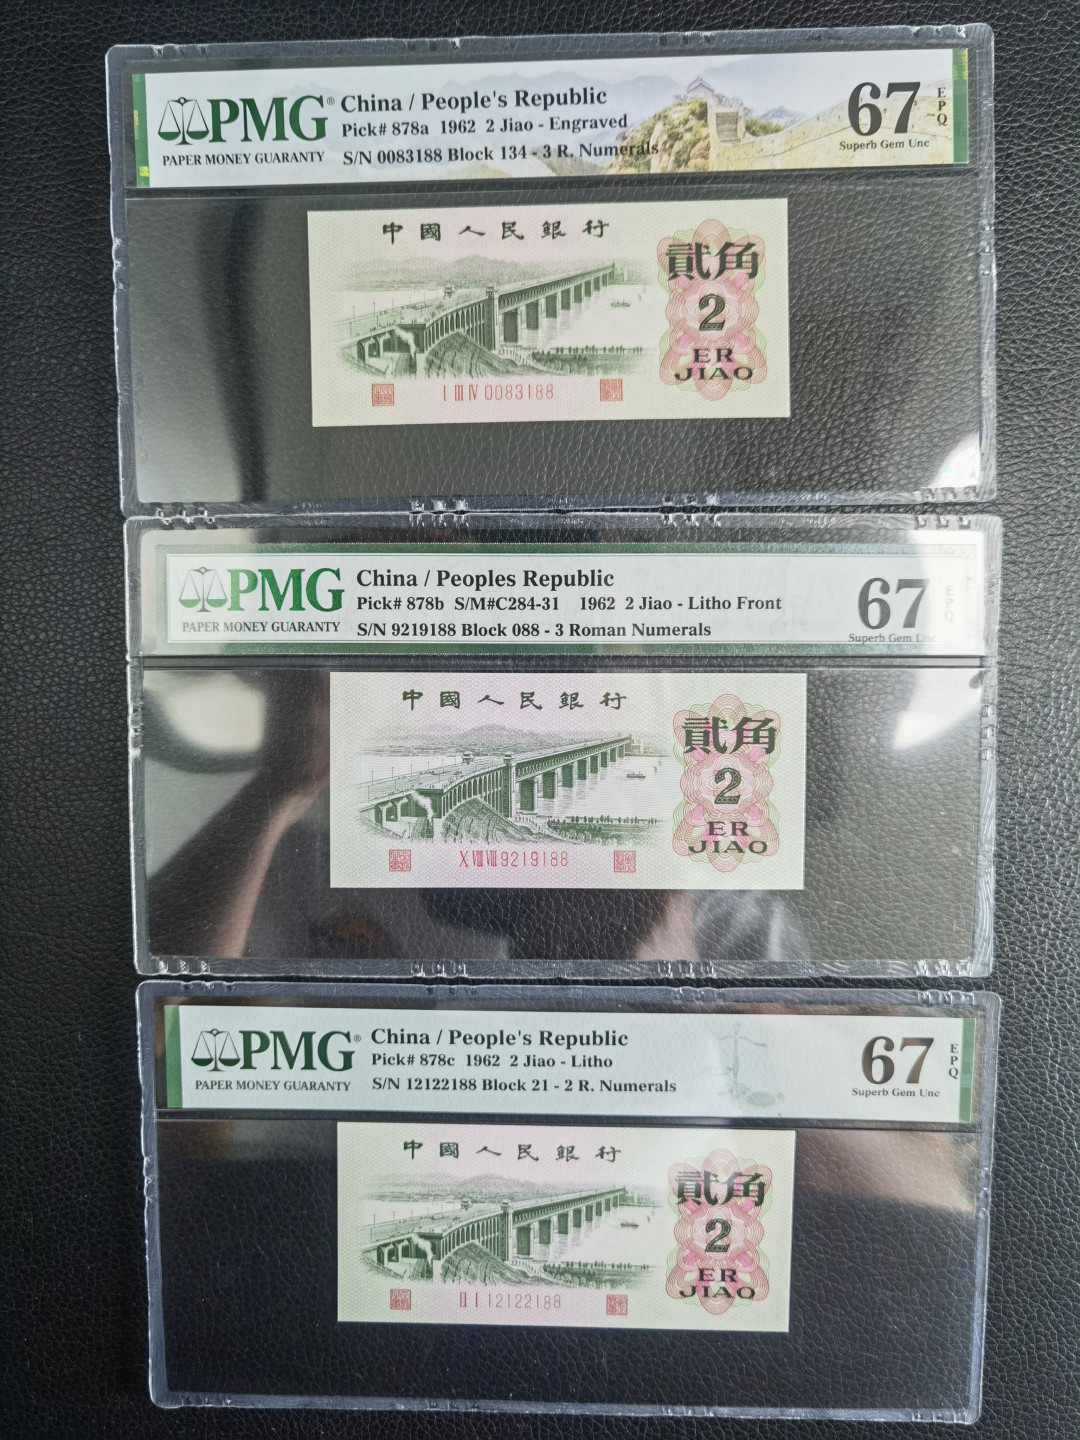 PMG®
PAPER MONEY GUARANTY
China / People's Republic
Pick# 878a 1962 2 Jiao - Engraved
S/N 0083188 Block 134 - 3 R. Numerals
67 EPQ
Superb Gem Unc
中國人民銀行
貳角
2
ER
JIAO
I III IV 0083188
PMG
PAPER MONEY GUARANTY
China / Peoples Republic
Pick# 878b S/M#C284-31 1962 2 Jiao - Litho Front
S/N 9219188 Block 088 - 3 Roman Numerals
67 EPQ
Superb Gem Unc
中國人民銀行
貳角
2
ER
JIAO
X VIII VIII 9219188
PMG®
PAPER MONEY GUARANTY
China / People's Republic
Pick# 878c 1962 2 Jiao - Litho
S/N 12122188 Block 21 - 2 R. Numerals
67 EPQ
Superb Gem Unc
中國人民銀行
貳角
2
ER
JIAO
II I 12122188